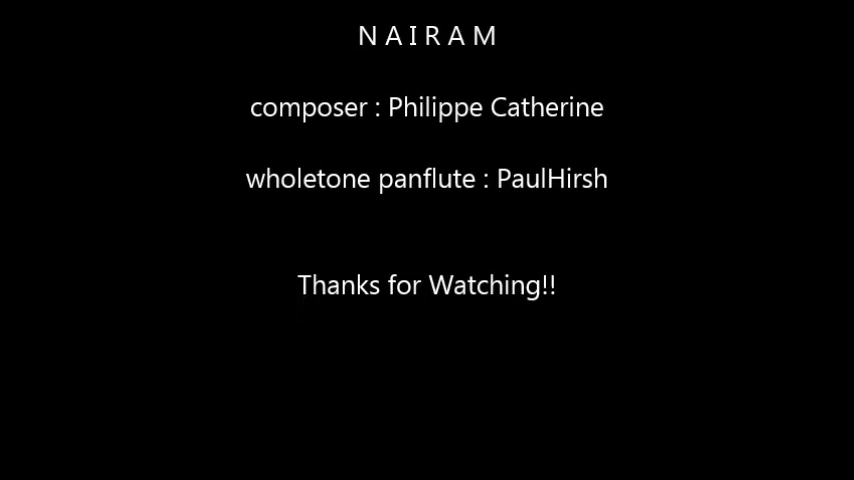 N A I R A M
composer : Philippe Catherine
wholetone panflute : PaulHirsh
Thanks for Watching!!